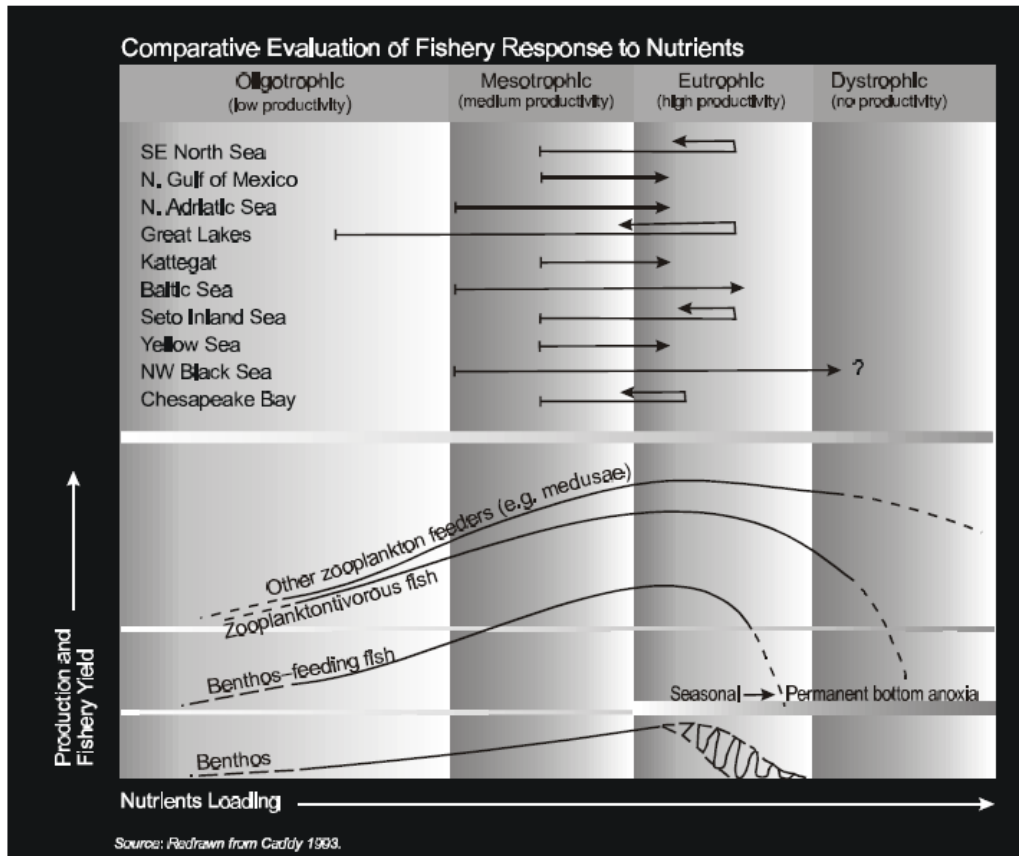 Comparative Evaluation of Fishery Response to Nutrients
Oligotrophic
(low productivity)
Mesotrophic
(medium productivity)
Eutrophic
(high productivity)
Dystrophic
(no productivity)
SE North Sea
N. Gulf of Mexico
N. Adriatic Sea
Great Lakes
Kattegat
Baltic Sea
Seto Inland Sea
Yellow Sea
NW Black Sea
?
Chesapeake Bay
Other zooplankton feeders (e.g. medusae)
Zooplanktontivorous fish
Benthos-feeding fish
Seasonal
Permanent bottom anoxia
Benthos
Production and
Fishery Yield
Nutrients Loading
Source: Redrawn from Caddy 1993.